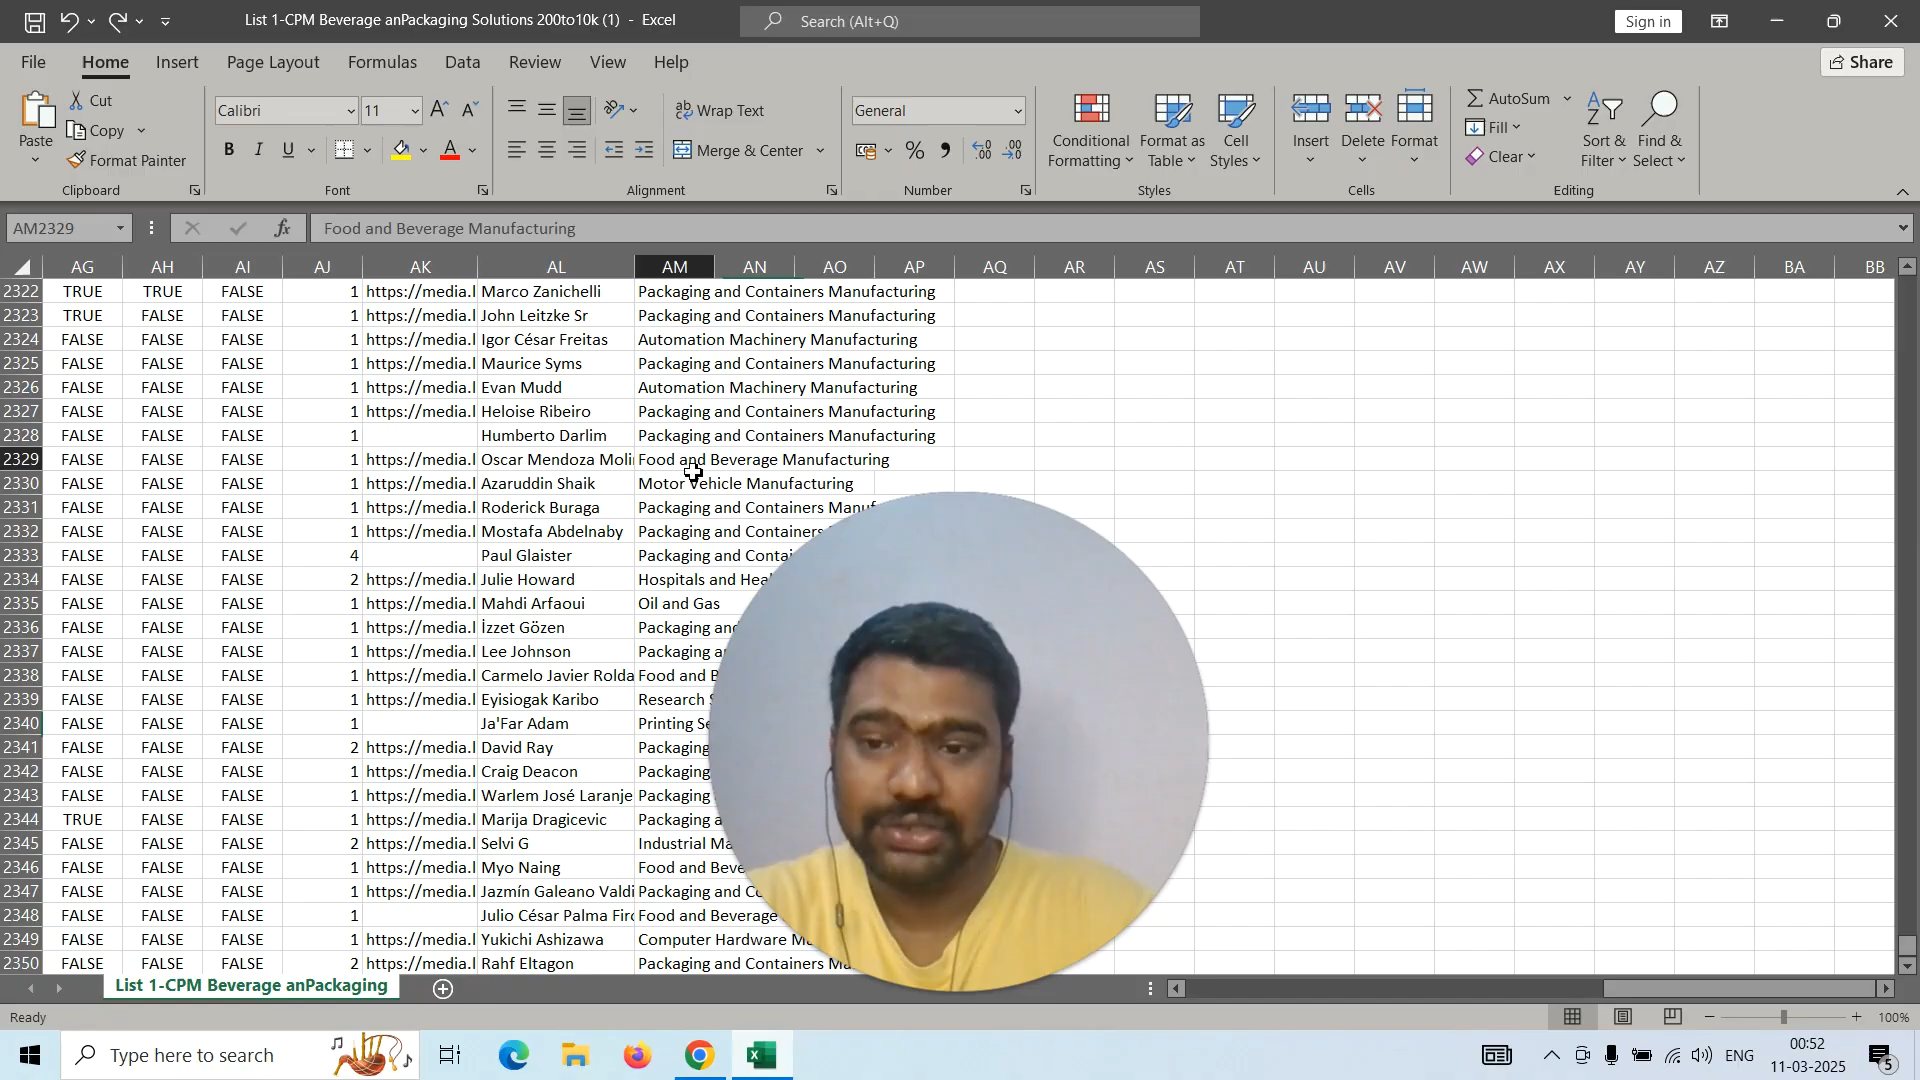 List 1-CPM Beverage anPackaging Solutions 200to10k (1) - Excel
Search (Alt+Q)
Sign in
File Home Insert Page Layout Formulas Data Review View Help
Share
Paste
Cut
Copy
Format Painter
Clipboard
Calibri 11
B I U
Font
Wrap Text
Merge & Center
Alignment
General
Number
Conditional Formatting
Format as Table
Cell Styles
Styles
Insert Delete Format
Cells
AutoSum
Fill
Clear
Sort & Filter
Find & Select
Editing
AM2329 fx Food and Beverage Manufacturing
AG AH AI AJ AK AL AM AN AO AP AQ AR AS AT AU AV AW AX AY AZ BA BB
2322 TRUE TRUE FALSE 1 https://media.l Marco Zanichelli Packaging and Containers Manufacturing
2323 TRUE FALSE FALSE 1 https://media.l John Leitzke Sr Packaging and Containers Manufacturing
2324 FALSE FALSE FALSE 1 https://media.l Igor César Freitas Automation Machinery Manufacturing
2325 FALSE FALSE FALSE 1 https://media.l Maurice Syms Packaging and Containers Manufacturing
2326 FALSE FALSE FALSE 1 https://media.l Evan Mudd Automation Machinery Manufacturing
2327 FALSE FALSE FALSE 1 https://media.l Heloise Ribeiro Packaging and Containers Manufacturing
2328 FALSE FALSE FALSE 1 Humberto Darlim Packaging and Containers Manufacturing
2329 FALSE FALSE FALSE 1 https://media.l Oscar Mendoza Moli Food and Beverage Manufacturing
2330 FALSE FALSE FALSE 1 https://media.l Azaruddin Shaik Motor Vehicle Manufacturing
2331 FALSE FALSE FALSE 1 https://media.l Roderick Buraga Packaging and Containers Manuf
2332 FALSE FALSE FALSE 1 https://media.l Mostafa Abdelnaby Packaging and Containers
2333 FALSE FALSE FALSE 4 Paul Glaister Packaging and Contai
2334 FALSE FALSE FALSE 2 https://media.l Julie Howard Hospitals and Hea
2335 FALSE FALSE FALSE 1 https://media.l Mahdi Arfaoui Oil and Gas
2336 FALSE FALSE FALSE 1 https://media.l İzzet Gözen Packaging and
2337 FALSE FALSE FALSE 1 https://media.l Lee Johnson Packaging a
2338 FALSE FALSE FALSE 1 https://media.l Carmelo Javier Rolda Food and B
2339 FALSE FALSE FALSE 1 https://media.l Eyisiogak Karibo Research S
2340 FALSE FALSE FALSE 1 Ja'Far Adam Printing Se
2341 FALSE FALSE FALSE 2 https://media.l David Ray Packaging
2342 FALSE FALSE FALSE 1 https://media.l Craig Deacon Packaging
2343 FALSE FALSE FALSE 1 https://media.l Warlem José Laranje Packaging
2344 TRUE FALSE FALSE 1 https://media.l Marija Dragicevic Packaging a
2345 FALSE FALSE FALSE 2 https://media.l Selvi G Industrial Ma
2346 FALSE FALSE FALSE 1 https://media.l Myo Naing Food and Beve
2347 FALSE FALSE FALSE 1 https://media.l Jazmín Galeano Valdi Packaging and Co
2348 FALSE FALSE FALSE 1 Julio César Palma Firo Food and Beverage
2349 FALSE FALSE FALSE 1 https://media.l Yukichi Ashizawa Computer Hardware Ma
2350 FALSE FALSE FALSE 2 https://media.l Rahf Eltagon Packaging and Containers Ma
List 1-CPM Beverage anPackaging
Ready
100%
Type here to search
ENG
00:52
11-03-2025
5